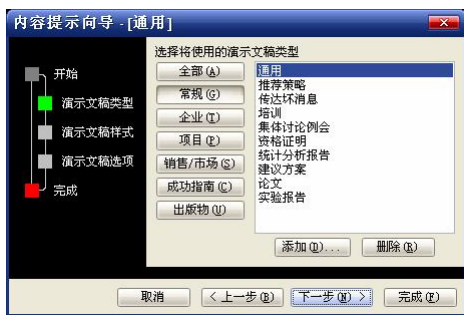 内容提示向导 - [通用]
选择将使用的演示文稿类型
开始
演示文稿类型
演示文稿样式
演示文稿选项
完成
全部(A)
常规(G)
企业(T)
项目(P)
销售/市场(S)
成功指南(C)
出版物(U)
通用
推荐策略
传达坏消息
培训
集体讨论例会
资格证明
统计分析报告
建议方案
论文
实验报告
添加(D)...
删除(R)
取消
< 上一步(B)
下一步(N) >
完成(F)